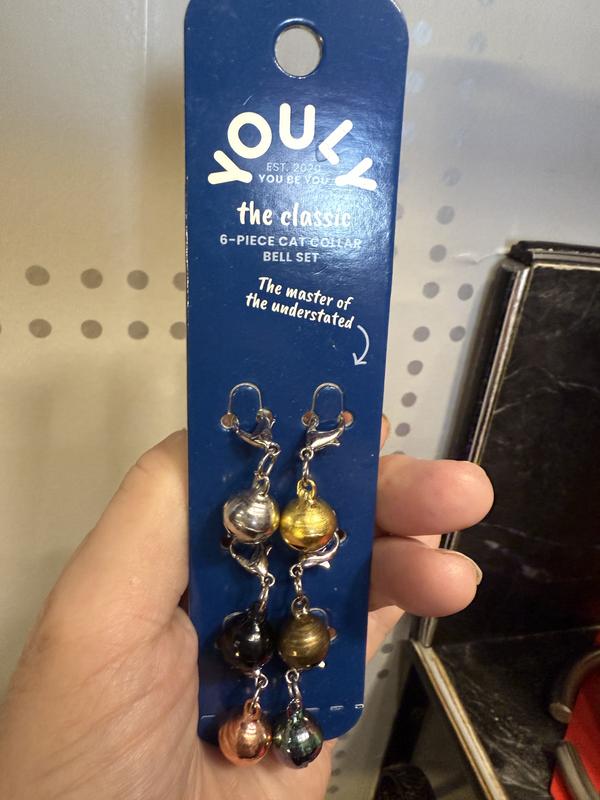 YOULY
EST. 2020
YOU BE YOU
the classic
6-PIECE CAT COLLAR
BELL SET
The master of
the understated